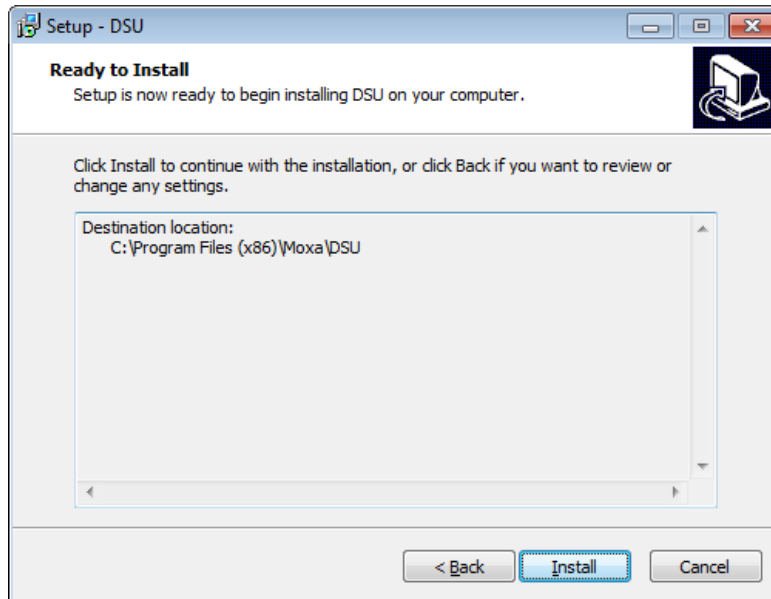 Setup - DSU
Ready to Install
Setup is now ready to begin installing DSU on your computer.
Click Install to continue with the installation, or click Back if you want to review or
change any settings.
Destination location:
C:\Program Files (x86)\Moxa\DSU
< Back
Install
Cancel